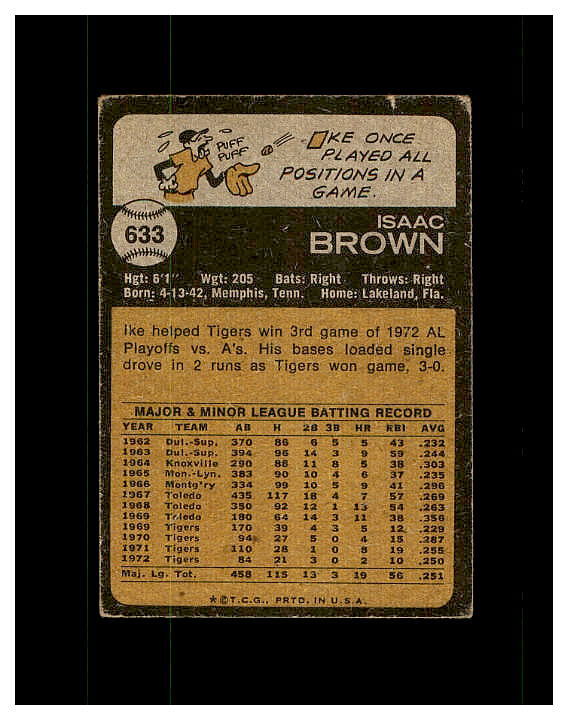 PUFF
PUFF
IKE ONCE
PLAYED ALL
POSITIONS IN A
GAME.
633
ISAAC
BROWN
Hgt: 6'1" Wgt: 205 Bats: Right Throws: Right
Born: 4-13-42, Memphis, Tenn. Home: Lakeland, Fla.
Ike helped Tigers win 3rd game of 1972 AL
Playoffs vs. A's. His bases loaded single
drove in 2 runs as Tigers won game, 3-0.
MAJOR & MINOR LEAGUE BATTING RECORD
YEAR TEAM AB H 2B 3B HR RBI AVG
1962 Dul.-Sup. 370 86 6 5 5 43 .232
1963 Dul.-Sup. 394 96 14 3 9 59 .244
1964 Knoxville 290 88 11 8 5 38 .303
1965 Mon.-Lyn. 383 90 10 4 6 37 .235
1966 Montg'ry 334 99 10 5 9 41 .296
1967 Toledo 435 117 18 4 7 57 .269
1968 Toledo 350 92 12 1 13 54 .263
1969 Toledo 180 64 14 3 11 38 .356
1969 Tigers 170 39 4 3 5 12 .229
1970 Tigers 94 27 5 0 4 15 .287
1971 Tigers 110 28 1 0 8 19 .255
1972 Tigers 84 21 3 0 2 10 .250
Maj. Lg. Tot. 458 115 13 3 19 56 .251
*©T.C.G., PRTD. IN U.S.A.